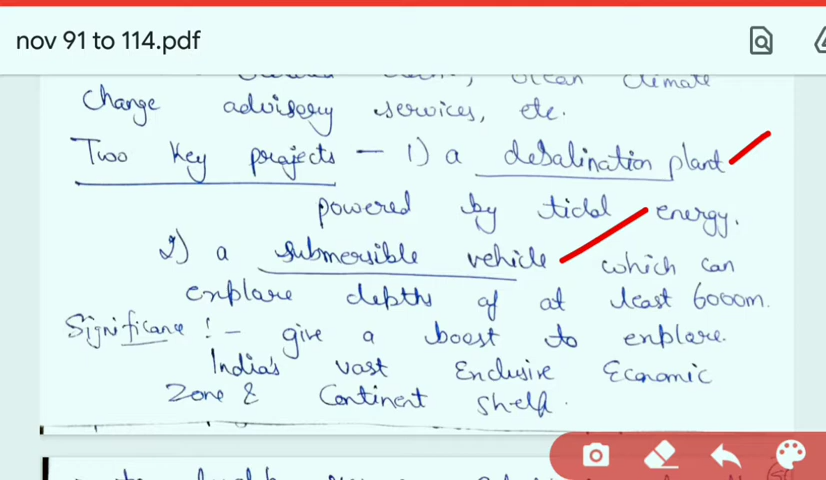 nov 91 to 114.pdf
Ocean Climate
Change advisory services, etc.
Two Key projects — 1) a desalination plant
powered by tidal energy.
2) a submersible vehicle which can
explore depths of at least 6000m.
Significance :- give a boost to explore
India's vast Exclusive Economic
Zone & Continent shelf.